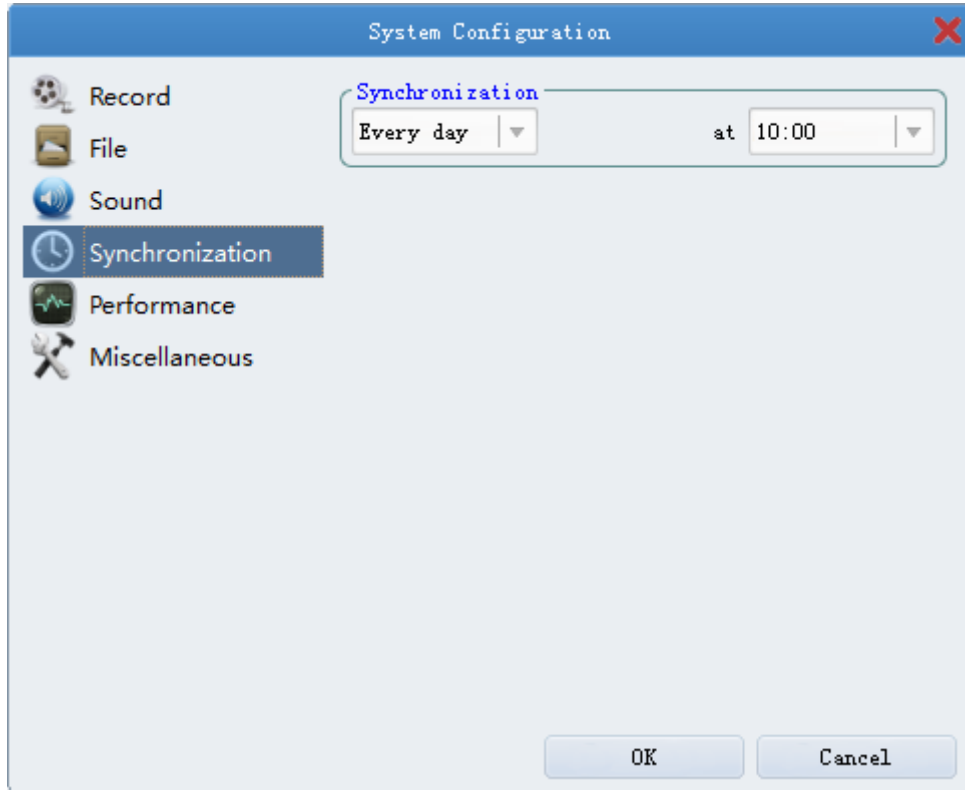 System Configuration
Record
File
Sound
Synchronization
Performance
Miscellaneous
Synchronization
Every day at 10:00
OK Cancel